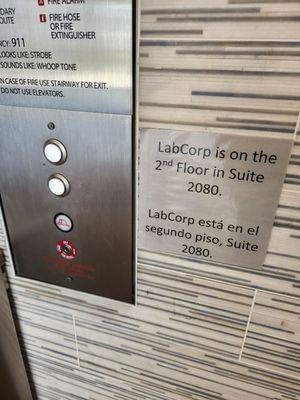 FIRE ALARM
DARY
OUTE
FIRE HOSE
OR FIRE
EXTINGUISHER
CY:911
LOOKS LIKE: STROBE
SOUNDS LIKE: WHOOP TONE
IN CASE OF FIRE USE STAIRWAY FOR EXIT.
DO NOT USE ELEVATORS.
LabCorp is on the
2nd Floor in Suite
2080.
LabCorp está en el
segundo piso, Suite
2080.